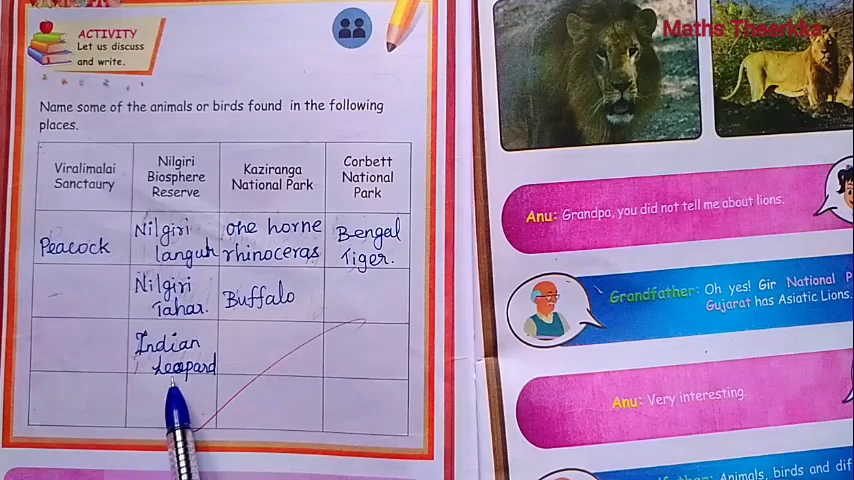 ACTIVITY
Let us discuss
and write.
Name some of the animals or birds found in the following
places.
Viralimalai
Sanctaury
Nilgiri
Biosphere
Reserve
Kaziranga
National Park
Corbett
National
Park
Peacock
Nilgiri
langur
one horne
rhinoceras
Bengal
Tiger.
Nilgiri
Tahar.
Buffalo
Indian
Leopard
Maths Theerkka
Anu: Grandpa, you did not tell me about lions.
Grandfather: Oh yes! Gir National P
Gujarat has Asiatic Lions.
Anu: Very interesting.
father: Animals, birds and dif